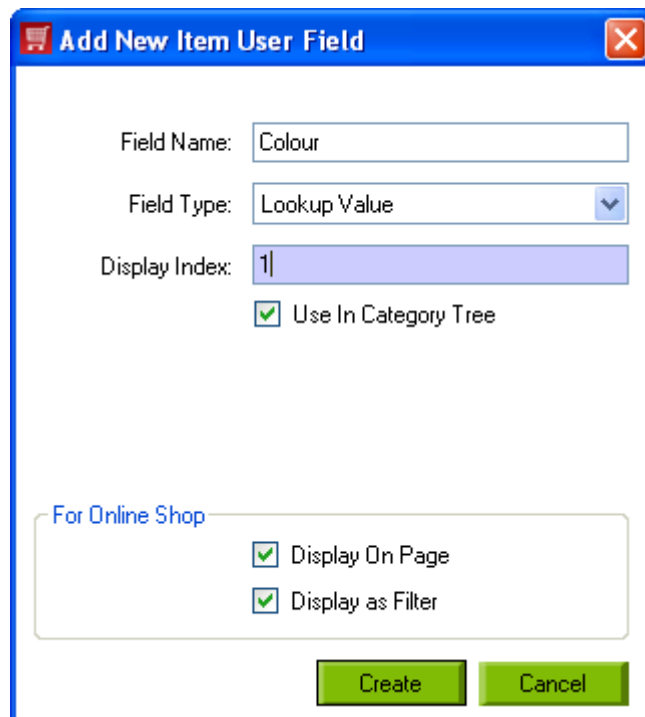 Add New Item User Field
Field Name: Colour
Field Type: Lookup Value
Display Index: 1
Use In Category Tree
For Online Shop
Display On Page
Display as Filter
Create Cancel